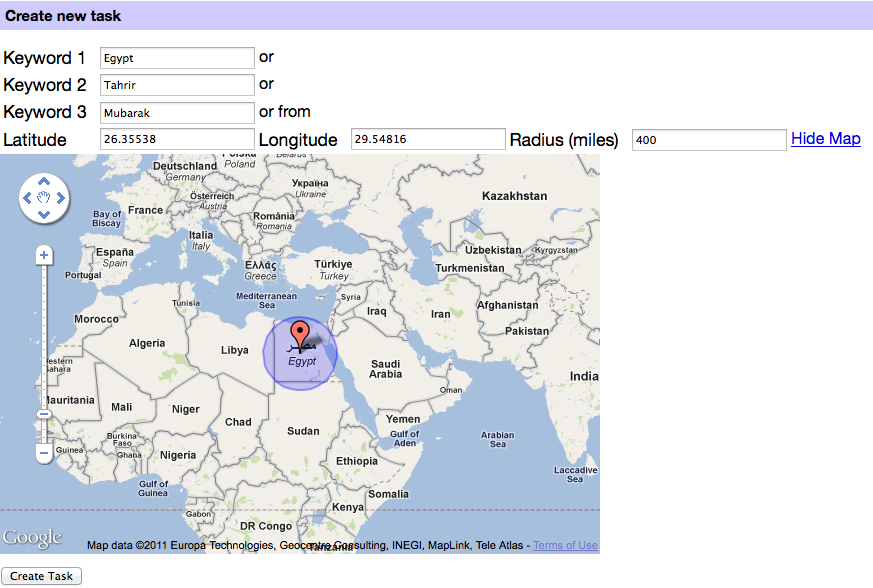 Create new task
Keyword 1 Egypt or
Keyword 2 Tahrir or
Keyword 3 Mubarak or from
Latitude 26.35538 Longitude 29.54816 Radius (miles) 400 Hide Map
Polska Belarus
Deutschland Poland
Germany
Україна
Ukraine
Kazakhstan
Österreich
Austria
France
Bay of
Biscay
România
Romania
Italia
Italy
Uzbekistan Kyrgyzstan
España
Spain
Ελλάς
Greece
Türkiye
Turkey
Turkmenistan
Portugal
Tunisia
Mediterranean
Sea
Syria
Afghanistan
Morocco
Iraq
Iran
Pakistan
Algeria
Libya
مصر
Egypt
Western
Sahara
Saudi
Arabia
India
Oman
Mauritania
Mali
Niger
Chad
Sudan
Yemen
Gulf of
Aden
Arabian
Sea
Burkina
Faso
Guinea
Ghana
Nigeria
Ethiopia
Laccadive
Sea
Gulf of
Guinea
Somalia
Gabon
Kenya
DR Congo
Google
Map data ©2011 Europa Technologies, Geocentre Consulting, INEGI, MapLink, Tele Atlas - Terms of Use
Tanzania
Create Task